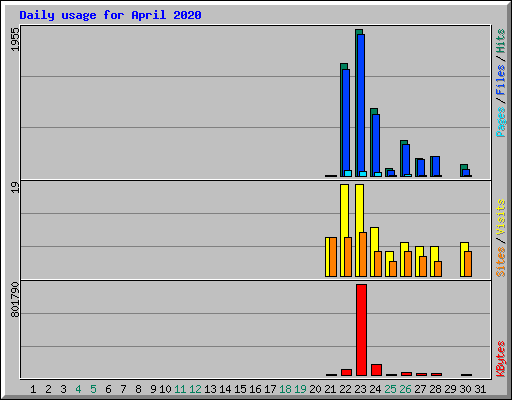 Daily usage for April 2020
1955
Pages / Files / Hits
19
Sites / Visits
801790
KBytes
1 2 3 4 5 6 7 8 9 10 11 12 13 14 15 16 17 18 19 20 21 22 23 24 25 26 27 28 29 30 31